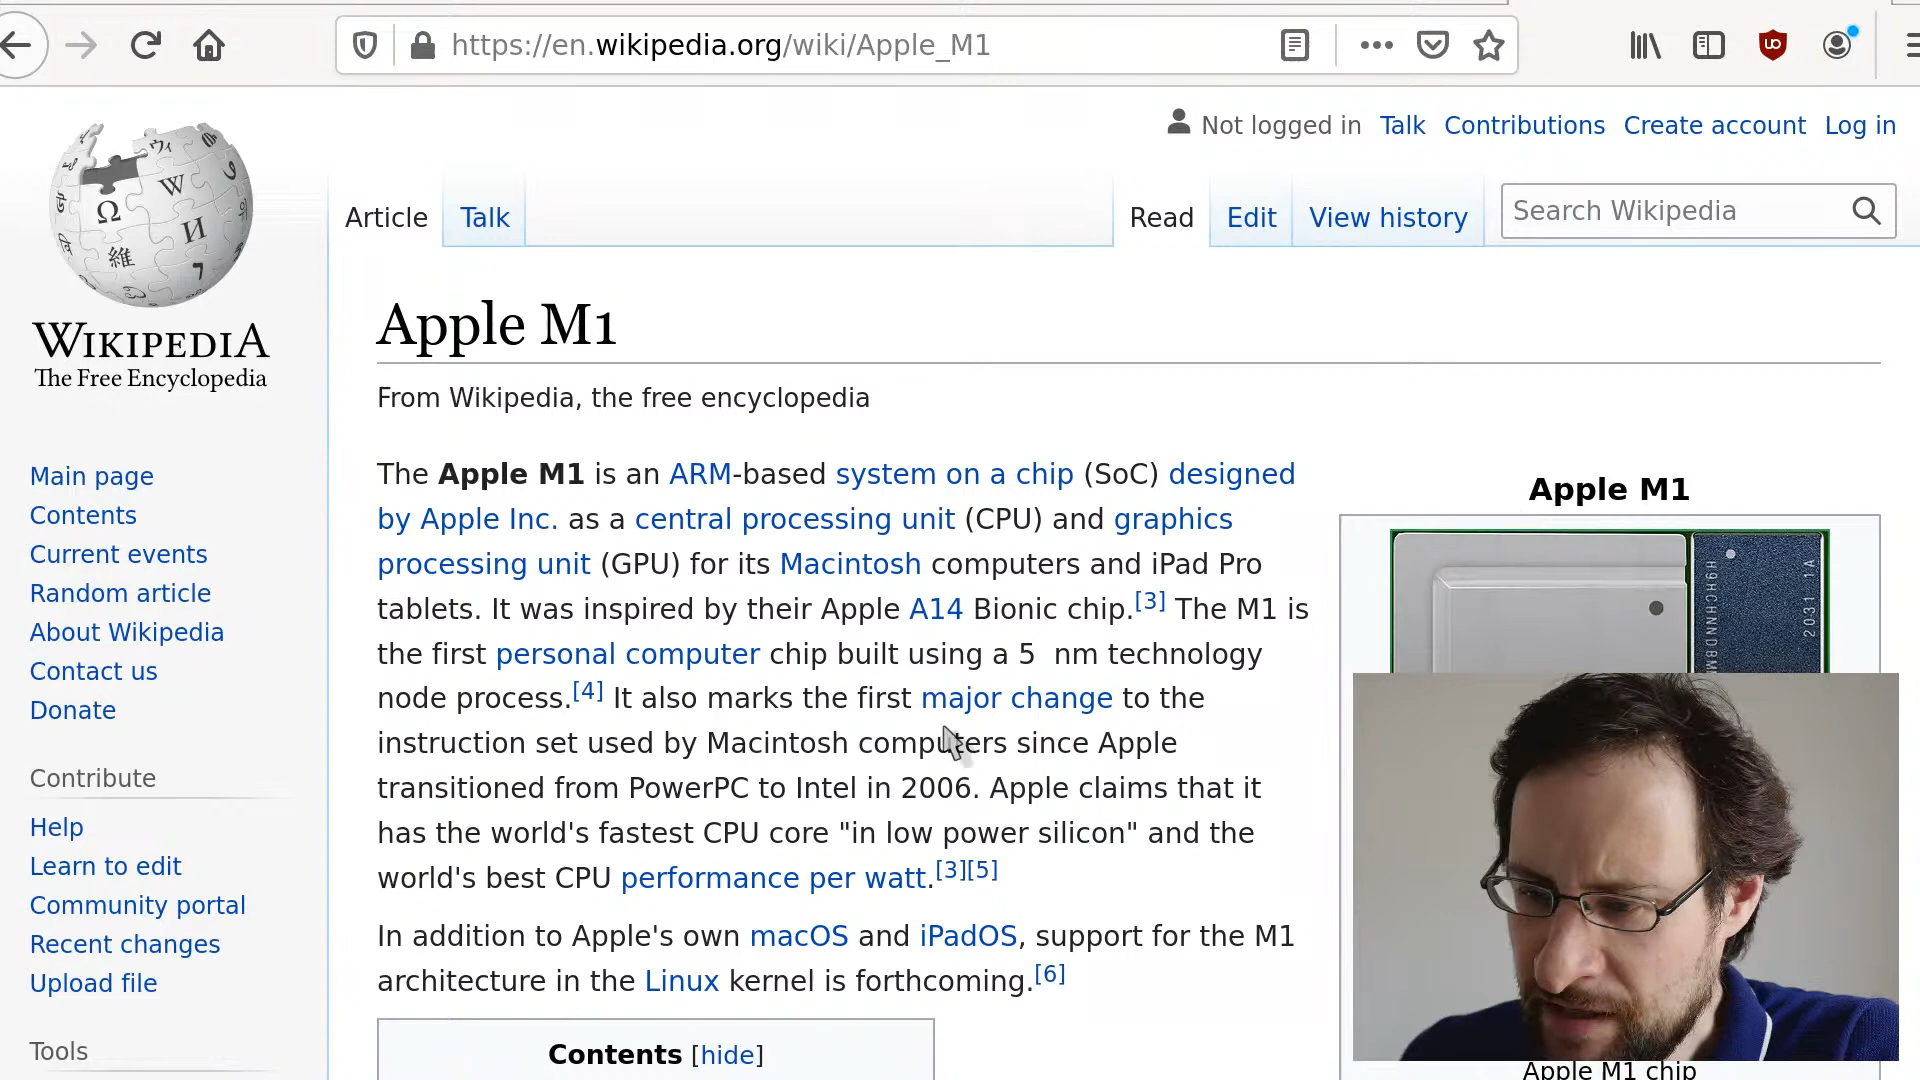 https://en.wikipedia.org/wiki/Apple_M1
Not logged in Talk Contributions Create account Log in
Article Talk Read Edit View history Search Wikipedia
WIKIPEDIA
The Free Encyclopedia
Main page
Contents
Current events
Random article
About Wikipedia
Contact us
Donate
Contribute
Help
Learn to edit
Community portal
Recent changes
Upload file
Tools
Apple M1
From Wikipedia, the free encyclopedia
The Apple M1 is an ARM-based system on a chip (SoC) designed
by Apple Inc. as a central processing unit (CPU) and graphics
processing unit (GPU) for its Macintosh computers and iPad Pro
tablets. It was inspired by their Apple A14 Bionic chip.[3] The M1 is
the first personal computer chip built using a 5 nm technology
node process.[4] It also marks the first major change to the
instruction set used by Macintosh computers since Apple
transitioned from PowerPC to Intel in 2006. Apple claims that it
has the world's fastest CPU core "in low power silicon" and the
world's best CPU performance per watt.[3][5]
In addition to Apple's own macOS and iPadOS, support for the M1
architecture in the Linux kernel is forthcoming.[6]
Contents [hide]
Apple M1
2031 1A
Apple M1 chip